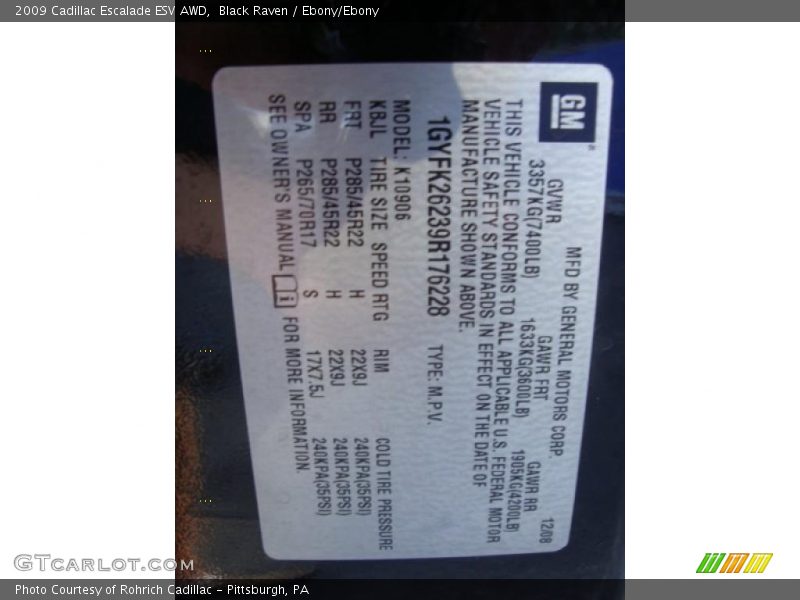 2009 Cadillac Escalade ESV AWD,  Black Raven / Ebony/Ebony
GM
MFD BY GENERAL MOTORS CORP. 12/08
GVWR GAWR FRT GAWR RR
3357KG(7400LB) 1633KG(3600LB) 1905KG(4200LB)
THIS VEHICLE CONFORMS TO ALL APPLICABLE U.S. FEDERAL MOTOR
VEHICLE SAFETY STANDARDS IN EFFECT ON THE DATE OF
MANUFACTURE SHOWN ABOVE.
1GYFK26239R176228 TYPE: M.P.V.
MODEL: K10906
KBJL TIRE SIZE SPEED RTG RIM COLD TIRE PRESSURE
FRT P285/45R22 H 22X9J 240KPA(35PSI)
RR P285/45R22 H 22X9J 240KPA(35PSI)
SPA P265/70R17 S 17X7.5J 240KPA(35PSI)
SEE OWNER'S MANUAL i FOR MORE INFORMATION.
GTcarLot.com
Photo Courtesy of Rohrich Cadillac - Pittsburgh, PA